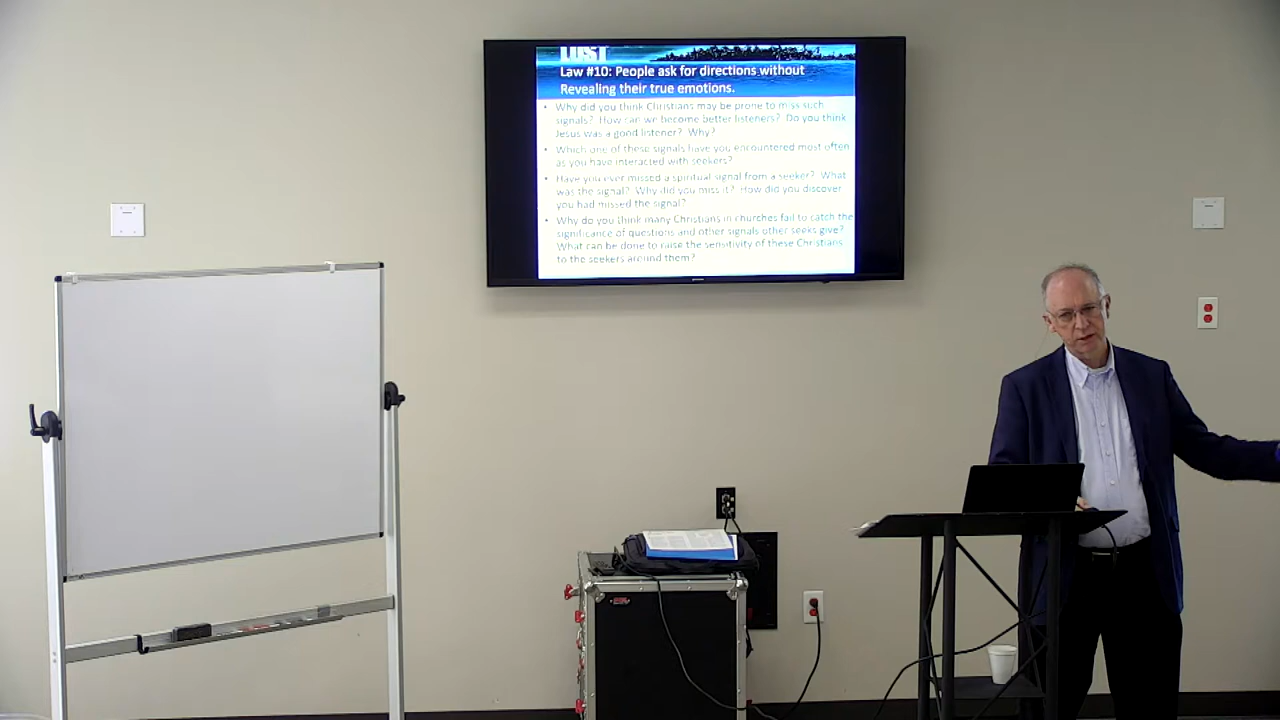 LOST
Law #10: People ask for directions without
Revealing their true emotions.
• Why did you think Christians may be prone to miss such
signals? How can we become better listeners? Do you think
Jesus was a good listener? Why?
• Which one of these signals have you encountered most often
as you have interacted with seekers?
• Have you ever missed a spiritual signal from a seeker? What
was the signal? Why did you miss it? How did you discover
you had missed the signal?
• Why do you think many Christians in churches fail to catch the
significance of questions and other signals other seeks give?
What can be done to raise the sensitivity of these Christians
to the seekers around them?